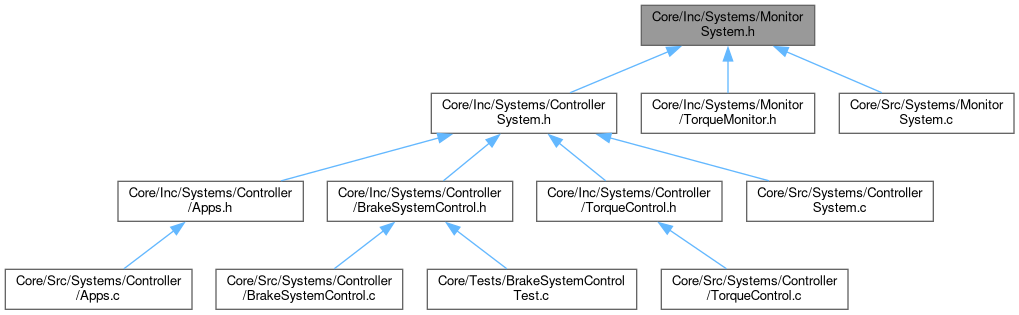 Core/Inc/Systems/Monitor
System.h
Core/Inc/Systems/Controller
System.h
Core/Inc/Systems/Monitor
/TorqueMonitor.h
Core/Src/Systems/Monitor
System.c
Core/Inc/Systems/Controller
/Apps.h
Core/Inc/Systems/Controller
/BrakeSystemControl.h
Core/Inc/Systems/Controller
/TorqueControl.h
Core/Src/Systems/Controller
System.c
Core/Src/Systems/Controller
/Apps.c
Core/Src/Systems/Controller
/BrakeSystemControl.c
Core/Tests/BrakeSystemControl
Test.c
Core/Src/Systems/Controller
/TorqueControl.c